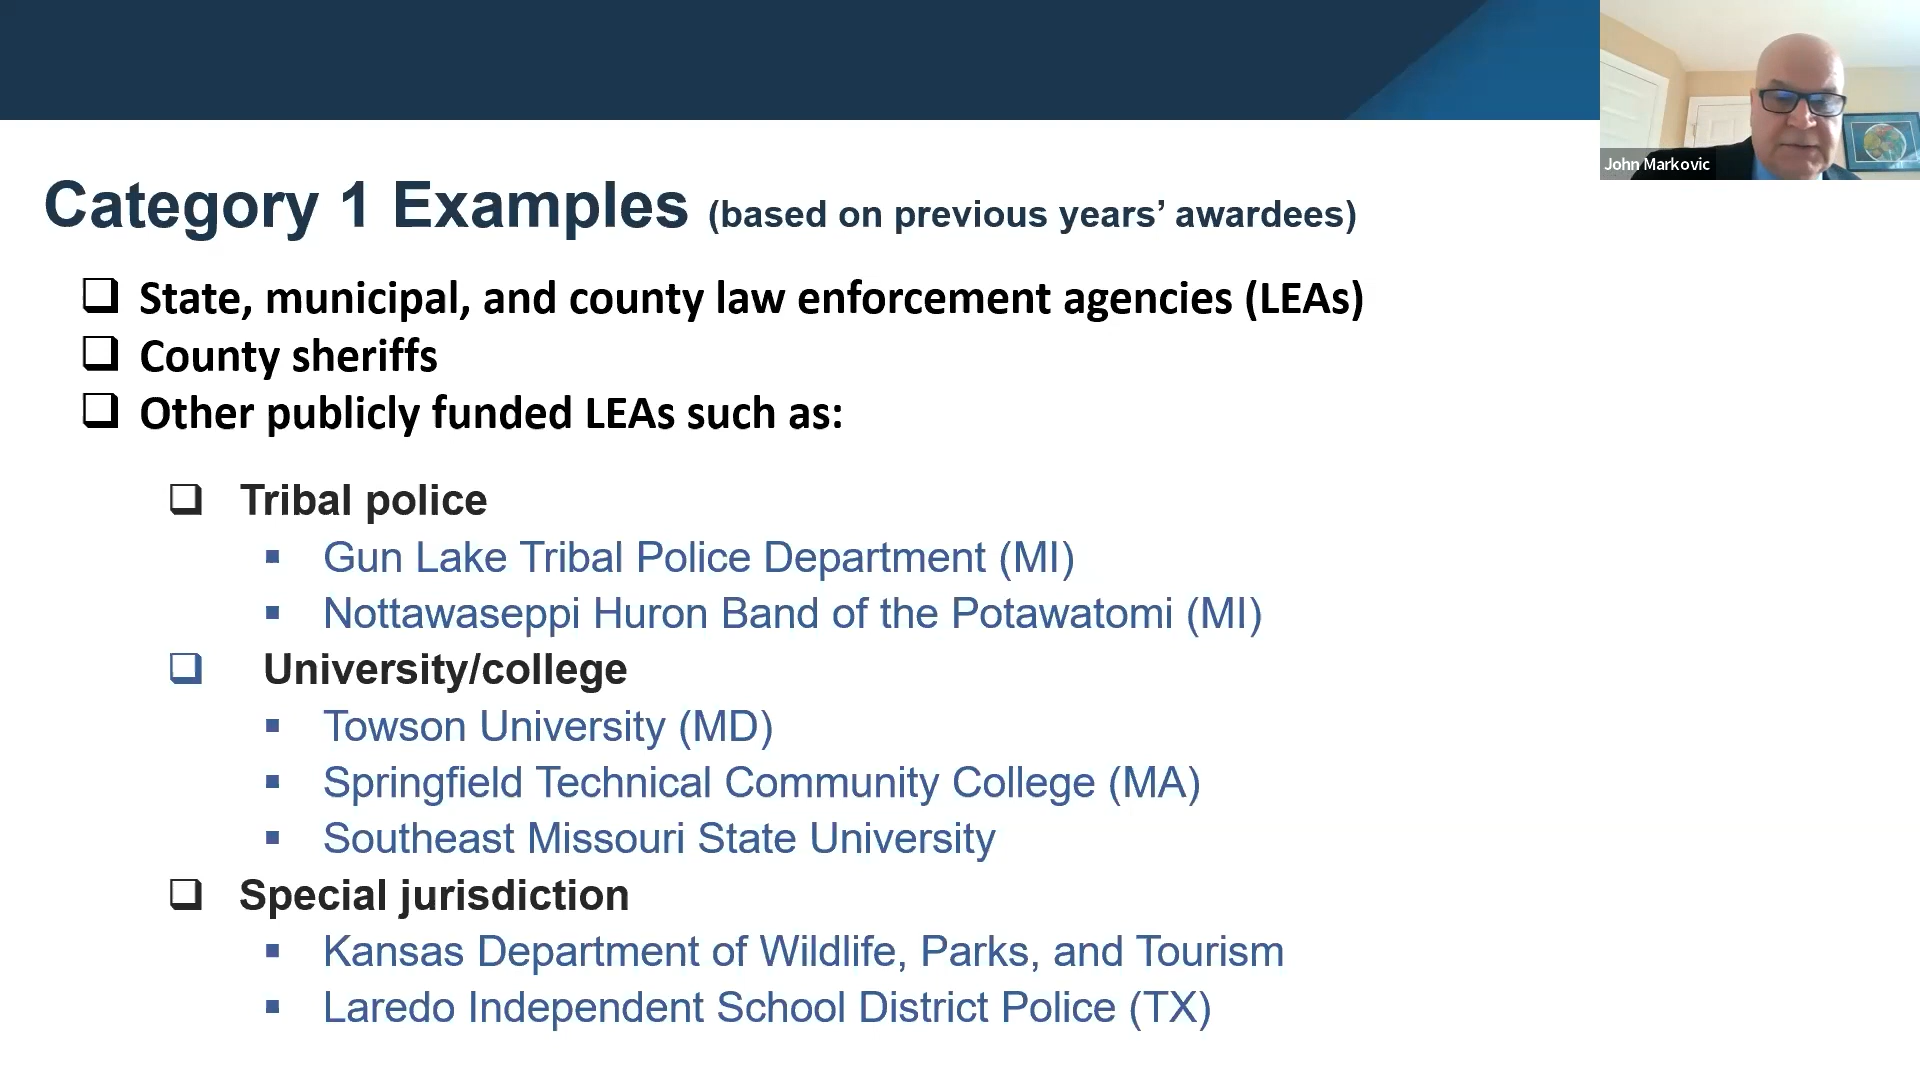 John Markovic
Category 1 Examples (based on previous years’ awardees)
State, municipal, and county law enforcement agencies (LEAs)
County sheriffs
Other publicly funded LEAs such as:
Tribal police
Gun Lake Tribal Police Department (MI)
Nottawaseppi Huron Band of the Potawatomi (MI)
University/college
Towson University (MD)
Springfield Technical Community College (MA)
Southeast Missouri State University
Special jurisdiction
Kansas Department of Wildlife, Parks, and Tourism
Laredo Independent School District Police (TX)